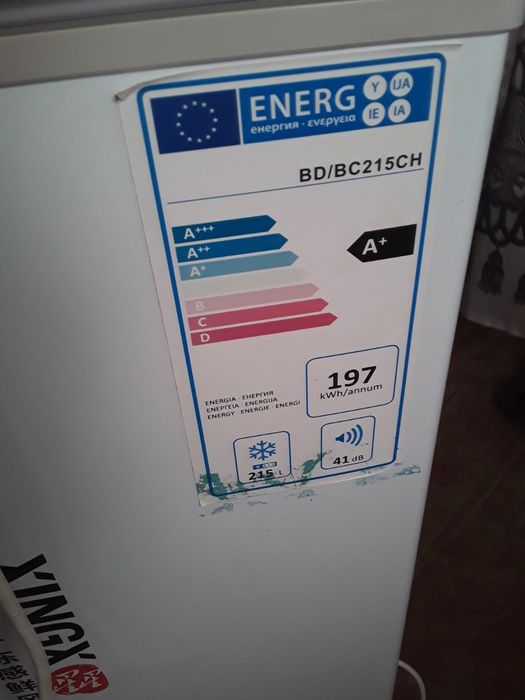 ENERG Y IJA
енергия · ενεργεια IE IA
BD/BC215CH
A+++
A++
A+
A+
B
C
D
197
kWh/annum
ENERGIA · ЕНЕРГИЯ
ΕΝΕΡΓΕΙΑ · ENERGIJA
ENERGY · ENERGIE · ENERGI
215 L
41 dB
YINGX